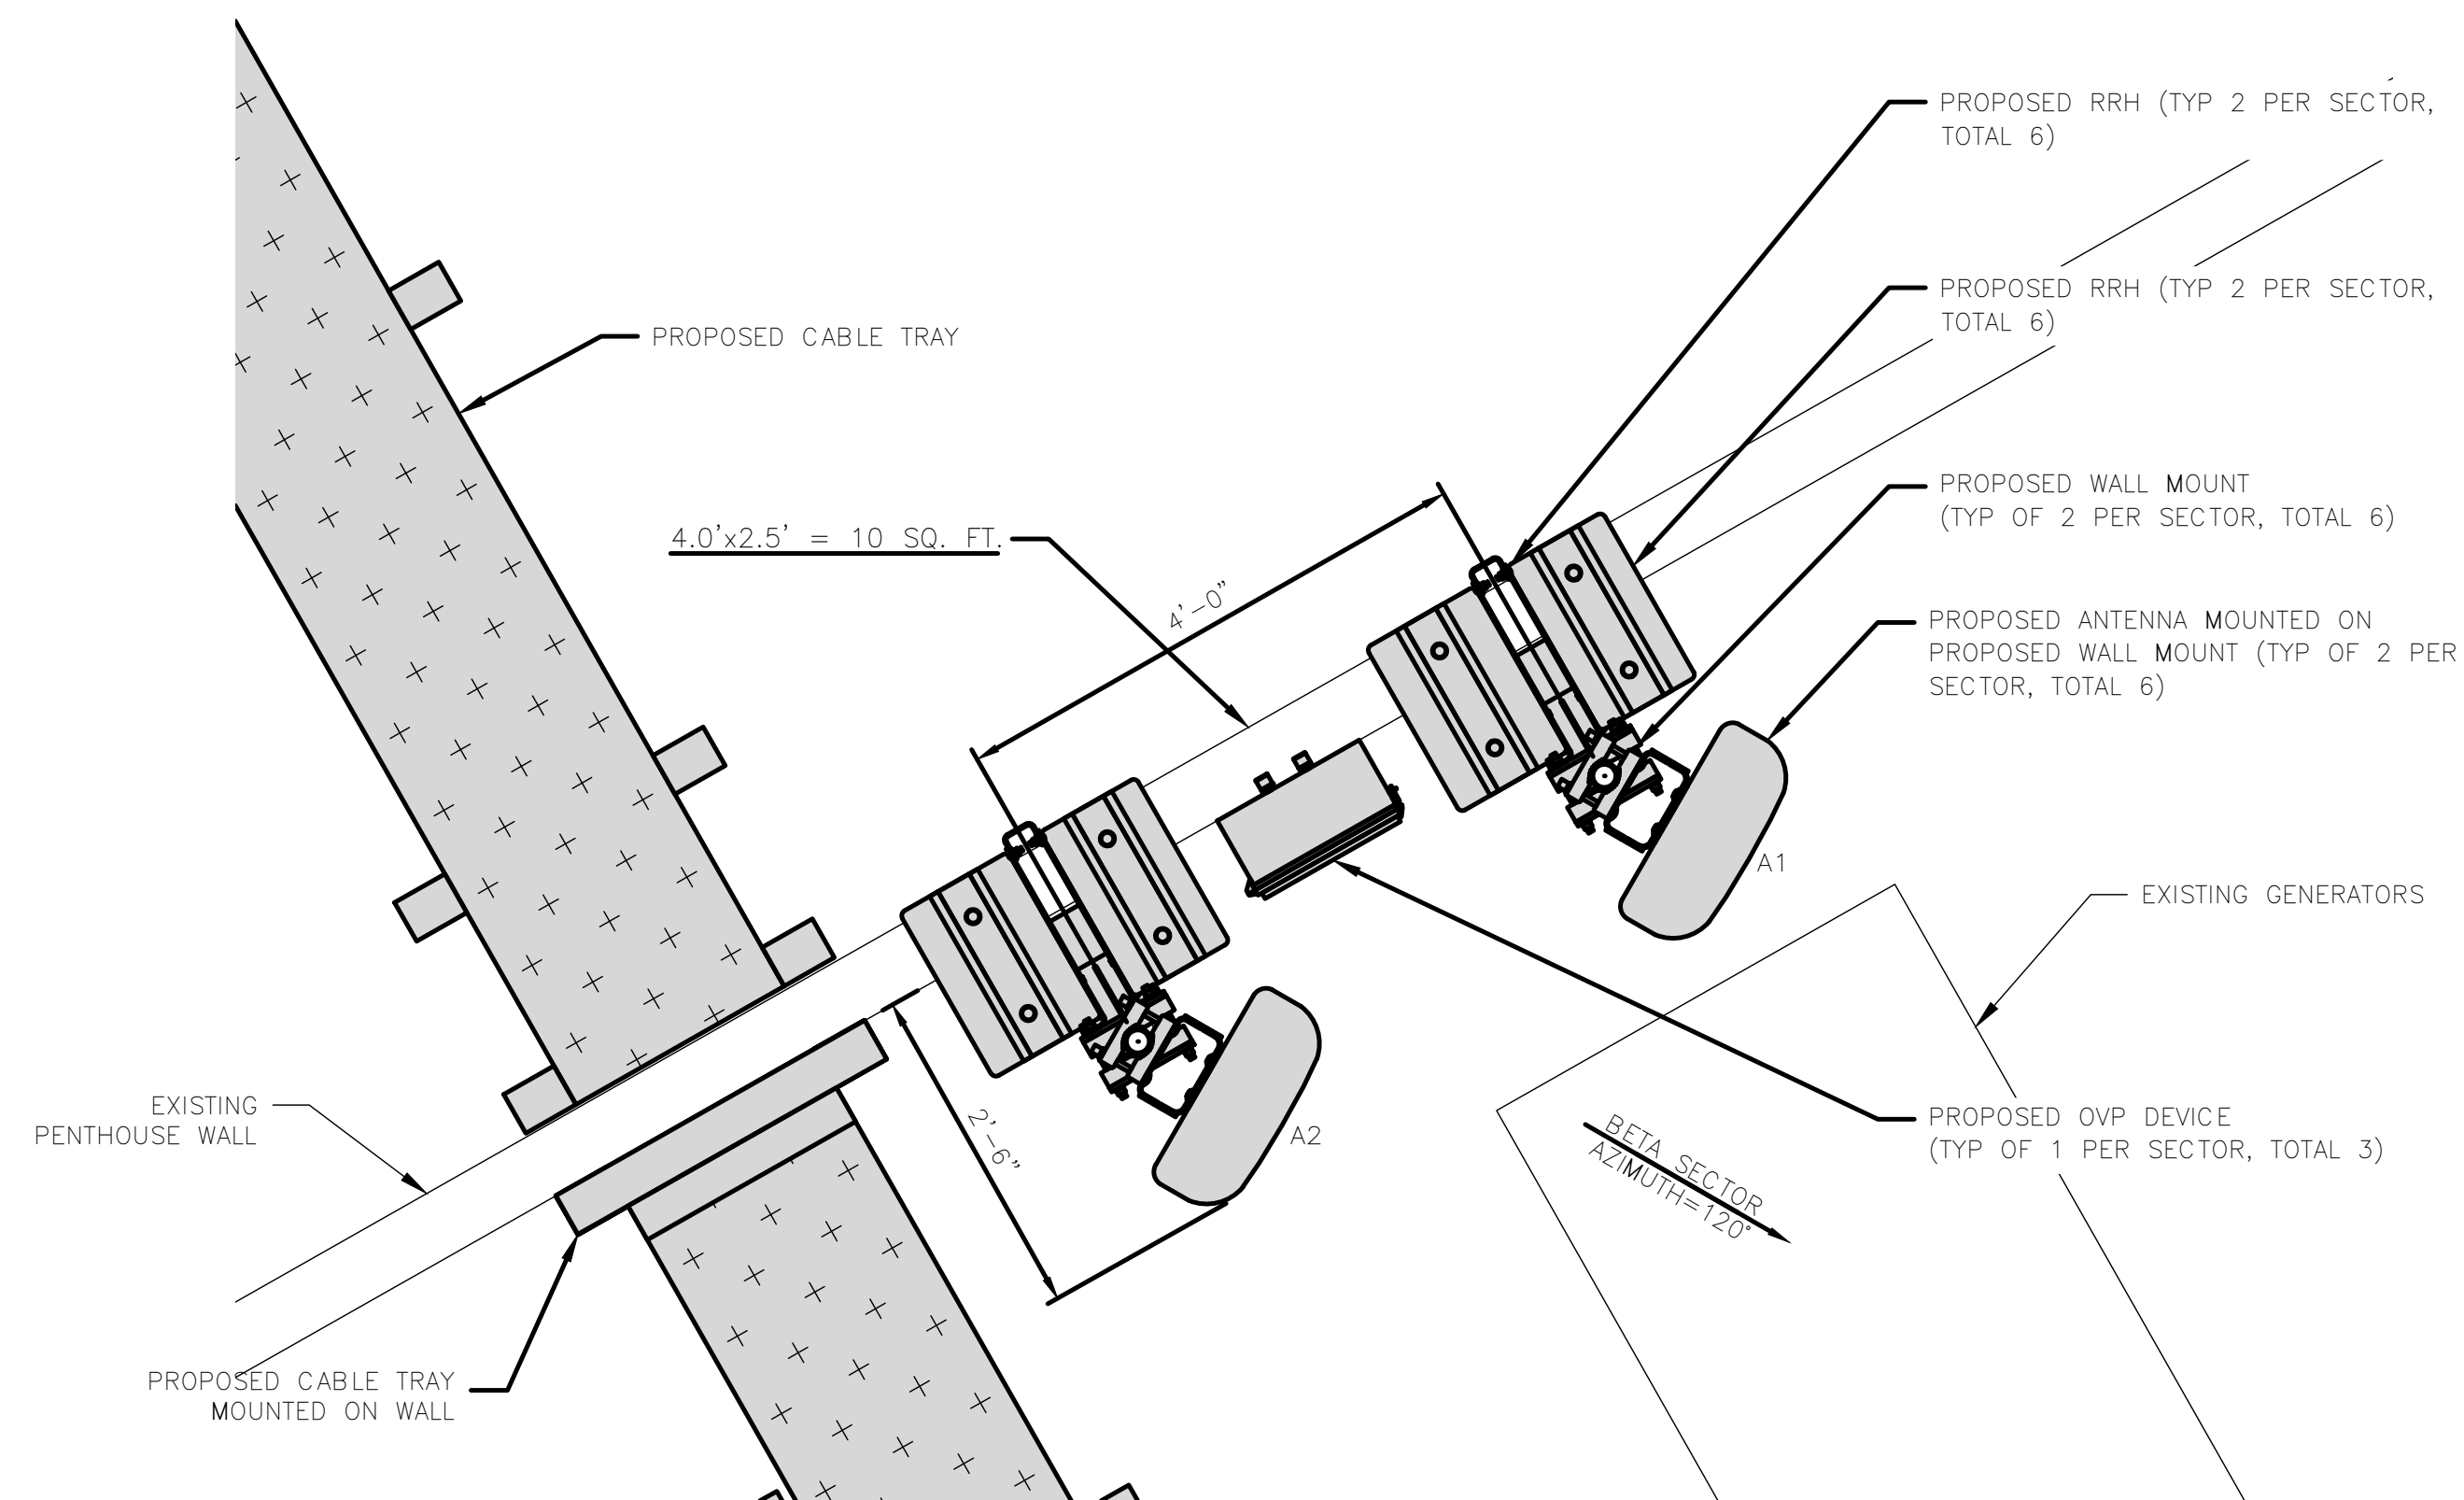 PROPOSED RRH (TYP 2 PER SECTOR,
TOTAL 6)
PROPOSED RRH (TYP 2 PER SECTOR,
TOTAL 6)
PROPOSED CABLE TRAY
PROPOSED WALL MOUNT
(TYP OF 2 PER SECTOR, TOTAL 6)
4.0'x2.5' = 10 SQ. FT.
4'-0"
PROPOSED ANTENNA MOUNTED ON
PROPOSED WALL MOUNT (TYP OF 2 PER
SECTOR, TOTAL 6)
A1
EXISTING GENERATORS
EXISTING
PENTHOUSE WALL
2'-6"
A2
BETA SECTOR
AZIMUTH=120°
PROPOSED OVP DEVICE
(TYP OF 1 PER SECTOR, TOTAL 3)
PROPOSED CABLE TRAY
MOUNTED ON WALL